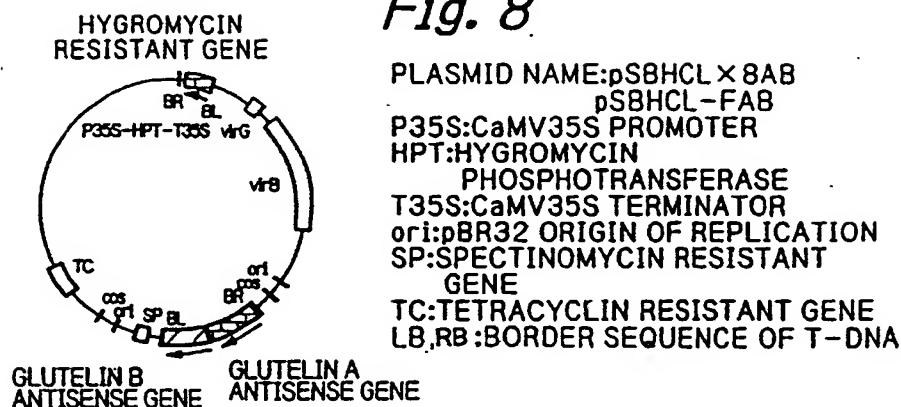 Fig. 8
HYGROMYCIN
RESISTANT GENE
BR
BL
P35S-HPT-T35S virG
virB
TC
cos
ori
SP
BL
BR
cos
ori
GLUTELIN B
ANTISENSE GENE
GLUTELIN A
ANTISENSE GENE
PLASMID NAME:pSBHCL×8AB
pSBHCL-FAB
P35S:CaMV35S PROMOTER
HPT:HYGROMYCIN
PHOSPHOTRANSFERASE
T35S:CaMV35S TERMINATOR
ori:pBR32 ORIGIN OF REPLICATION
SP:SPECTINOMYCIN RESISTANT
GENE
TC:TETRACYCLIN RESISTANT GENE
LB,RB:BORDER SEQUENCE OF T-DNA